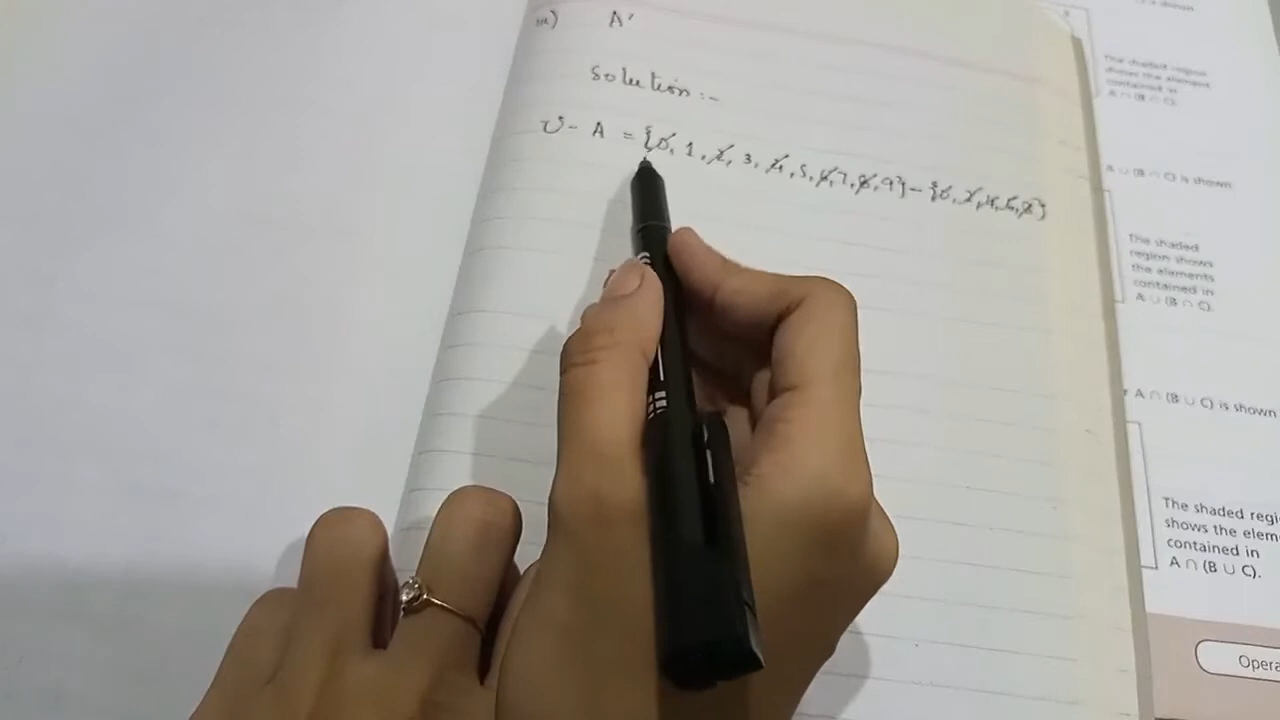 iii) A'
Solution :-
U - A = {0, 1, 2, 3, 4, 5, 6, 7, 8, 9} - {0, 2, 4, 6, 8}
The shaded region
shows the element
contained in
A ∩ (B ∩ C).
A ∪ (B ∩ C) is shown
The shaded
region shows
the elements
contained in
A ∪ (B ∩ C).
A ∩ (B ∪ C) is shown
The shaded regi
shows the elem
contained in
A ∩ (B ∪ C).
Opera